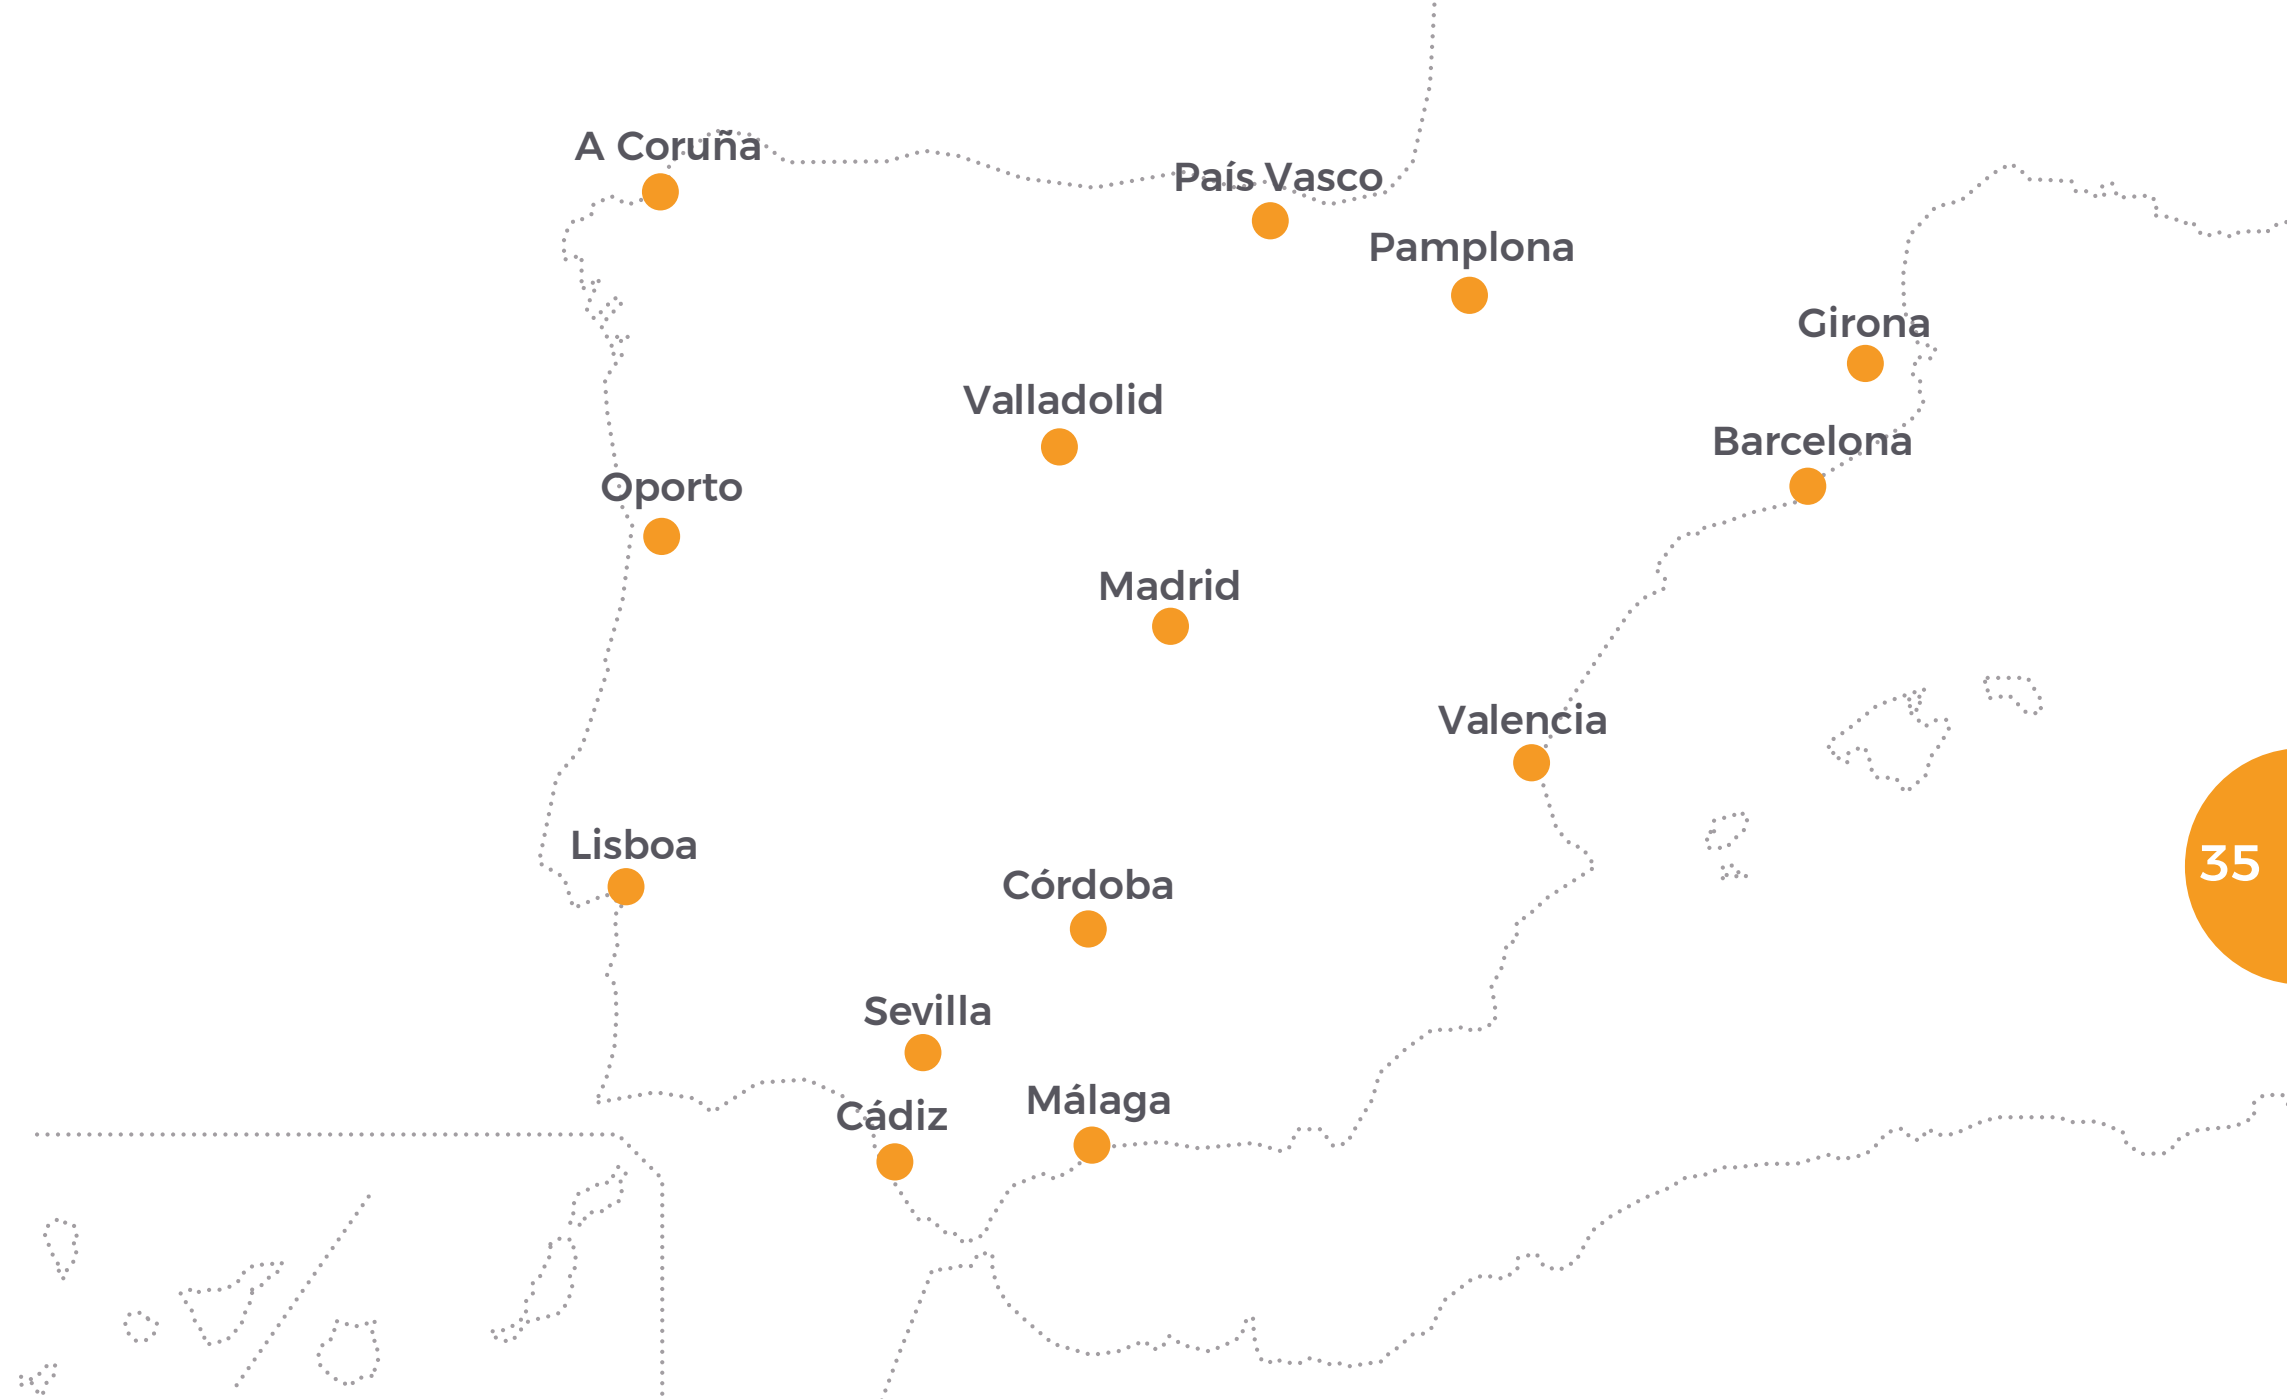 A Coruña
País Vasco
Pamplona
Girona
Valladolid
Barcelona
Oporto
Madrid
Valencia
Lisboa
35
Córdoba
Sevilla
Málaga
Cádiz